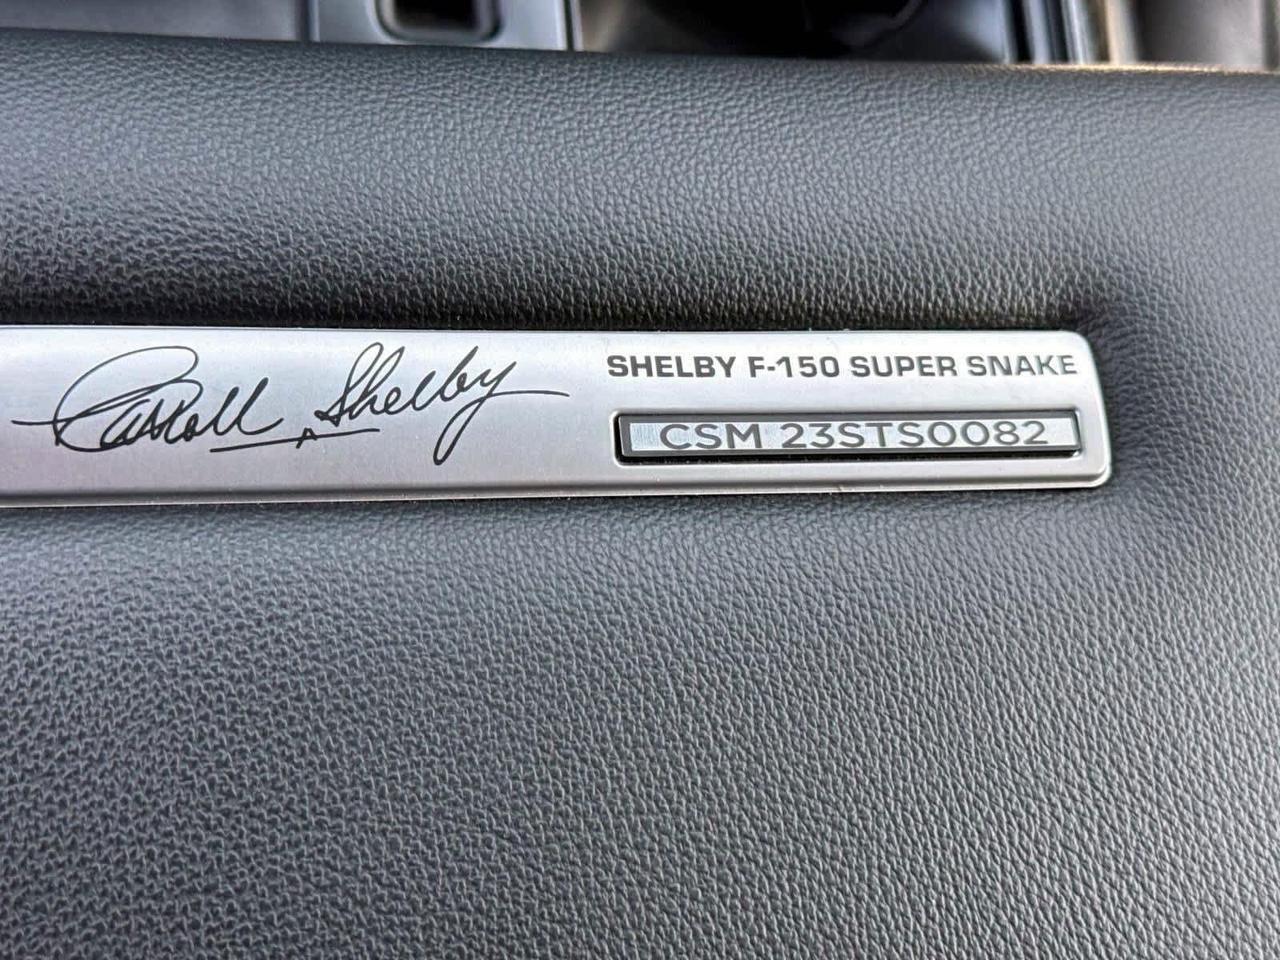 Carroll Shelby
SHELBY F-150 SUPER SNAKE
CSM 23STS0082